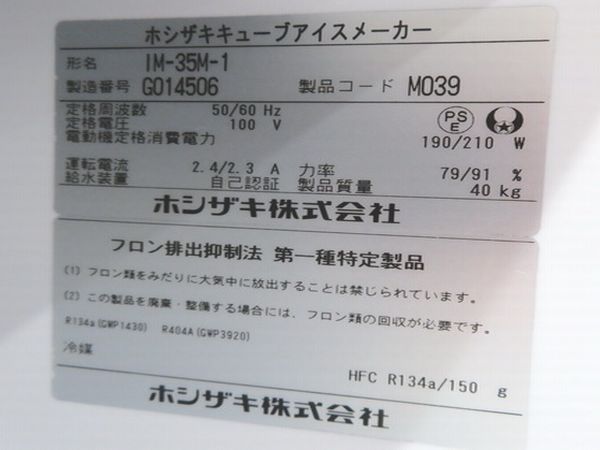 ホシザキキューブアイスメーカー
形名 IM-35M-1
製造番号 G014506 製品コード M039
定格周波数 50/60 Hz
定格電圧 100 V
電動機定格消費電力 190/210 W
PS
E
運転電流 2.4/2.3 A 力率 79/91 %
給水装置 自己認証 製品質量 40 kg
ホシザキ株式会社
フロン排出抑制法 第一種特定製品
(1) フロン類をみだりに大気中に放出することは禁じられています。
(2) この製品を廃棄・整備する場合には、フロン類の回収が必要です。
R134a(GWP1430) R404A(GWP3920)
冷媒
HFC R134a/150 g
ホシザキ株式会社